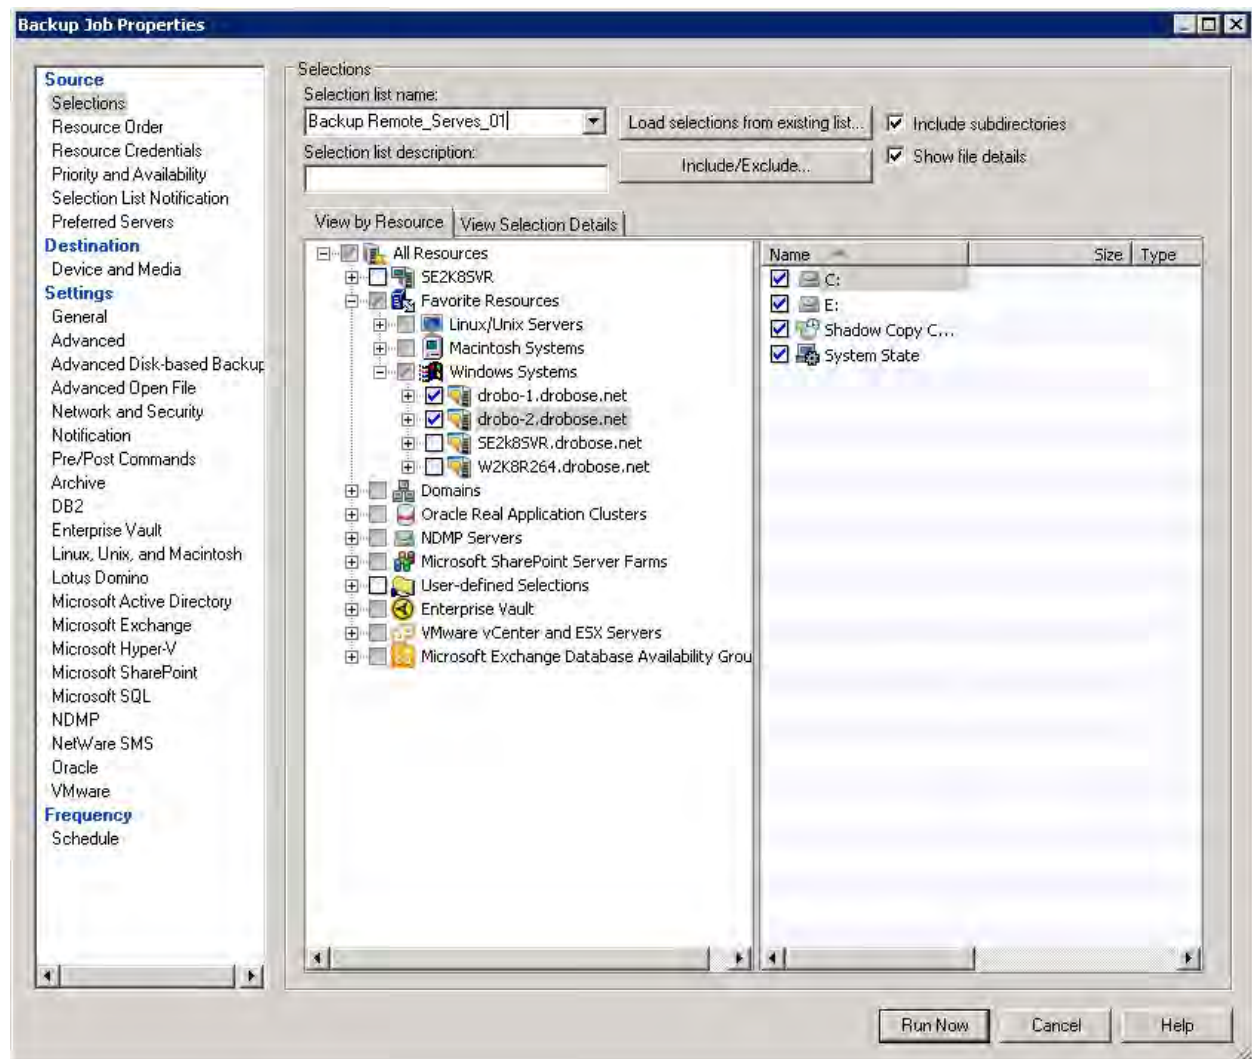 Backup Job Properties
Source
Selections
Resource Order
Resource Credentials
Priority and Availability
Selection List Notification
Preferred Servers
Destination
Device and Media
Settings
General
Advanced
Advanced Disk-based Backup
Advanced Open File
Network and Security
Notification
Pre/Post Commands
Archive
DB2
Enterprise Vault
Linux, Unix, and Macintosh
Lotus Domino
Microsoft Active Directory
Microsoft Exchange
Microsoft Hyper-V
Microsoft SharePoint
Microsoft SQL
NDMP
NetWare SMS
Oracle
VMware
Frequency
Schedule
Selections
Selection list name:
Backup Remote_Serves_01
Load selections from existing list...
Include subdirectories
Selection list description:
Include/Exclude...
Show file details
View by Resource
View Selection Details
All Resources
SE2K8SVR
Favorite Resources
Linux/Unix Servers
Macintosh Systems
Windows Systems
drobo-1.drobose.net
drobo-2.drobose.net
SE2k8SVR.drobose.net
W2K8R264.drobose.net
Domains
Oracle Real Application Clusters
NDMP Servers
Microsoft SharePoint Server Farms
User-defined Selections
Enterprise Vault
VMware vCenter and ESX Servers
Microsoft Exchange Database Availability Grou
Name Size Type
C:
E:
Shadow Copy C...
System State
Run Now
Cancel
Help